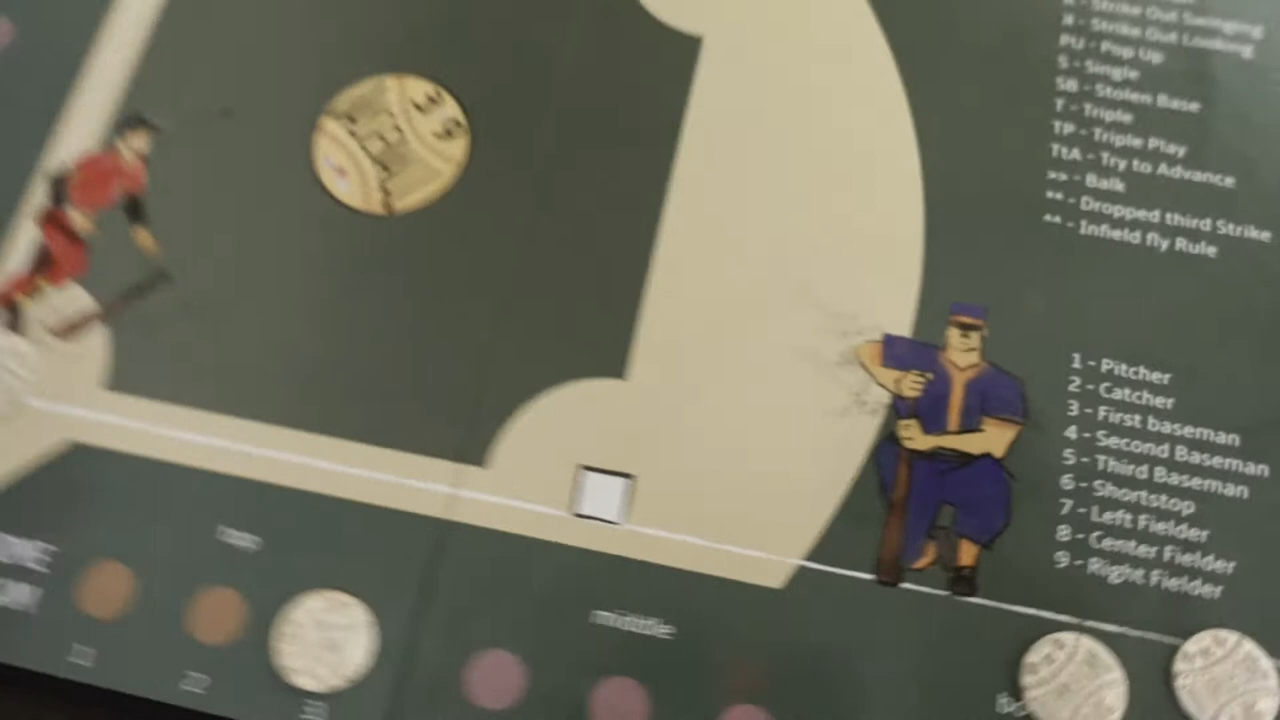 K - Strike Out Swinging
ꓘ - Strike Out Looking
PU - Pop Up
S - Single
SB - Stolen Base
T - Triple
TP - Triple Play
TtA - Try to Advance
>> - Balk
** - Dropped third Strike
^^ - Infield fly Rule
1 - Pitcher
2 - Catcher
3 - First baseman
4 - Second Baseman
5 - Third Baseman
6 - Shortstop
7 - Left Fielder
8 - Center Fielder
9 - Right Fielder
top
middle